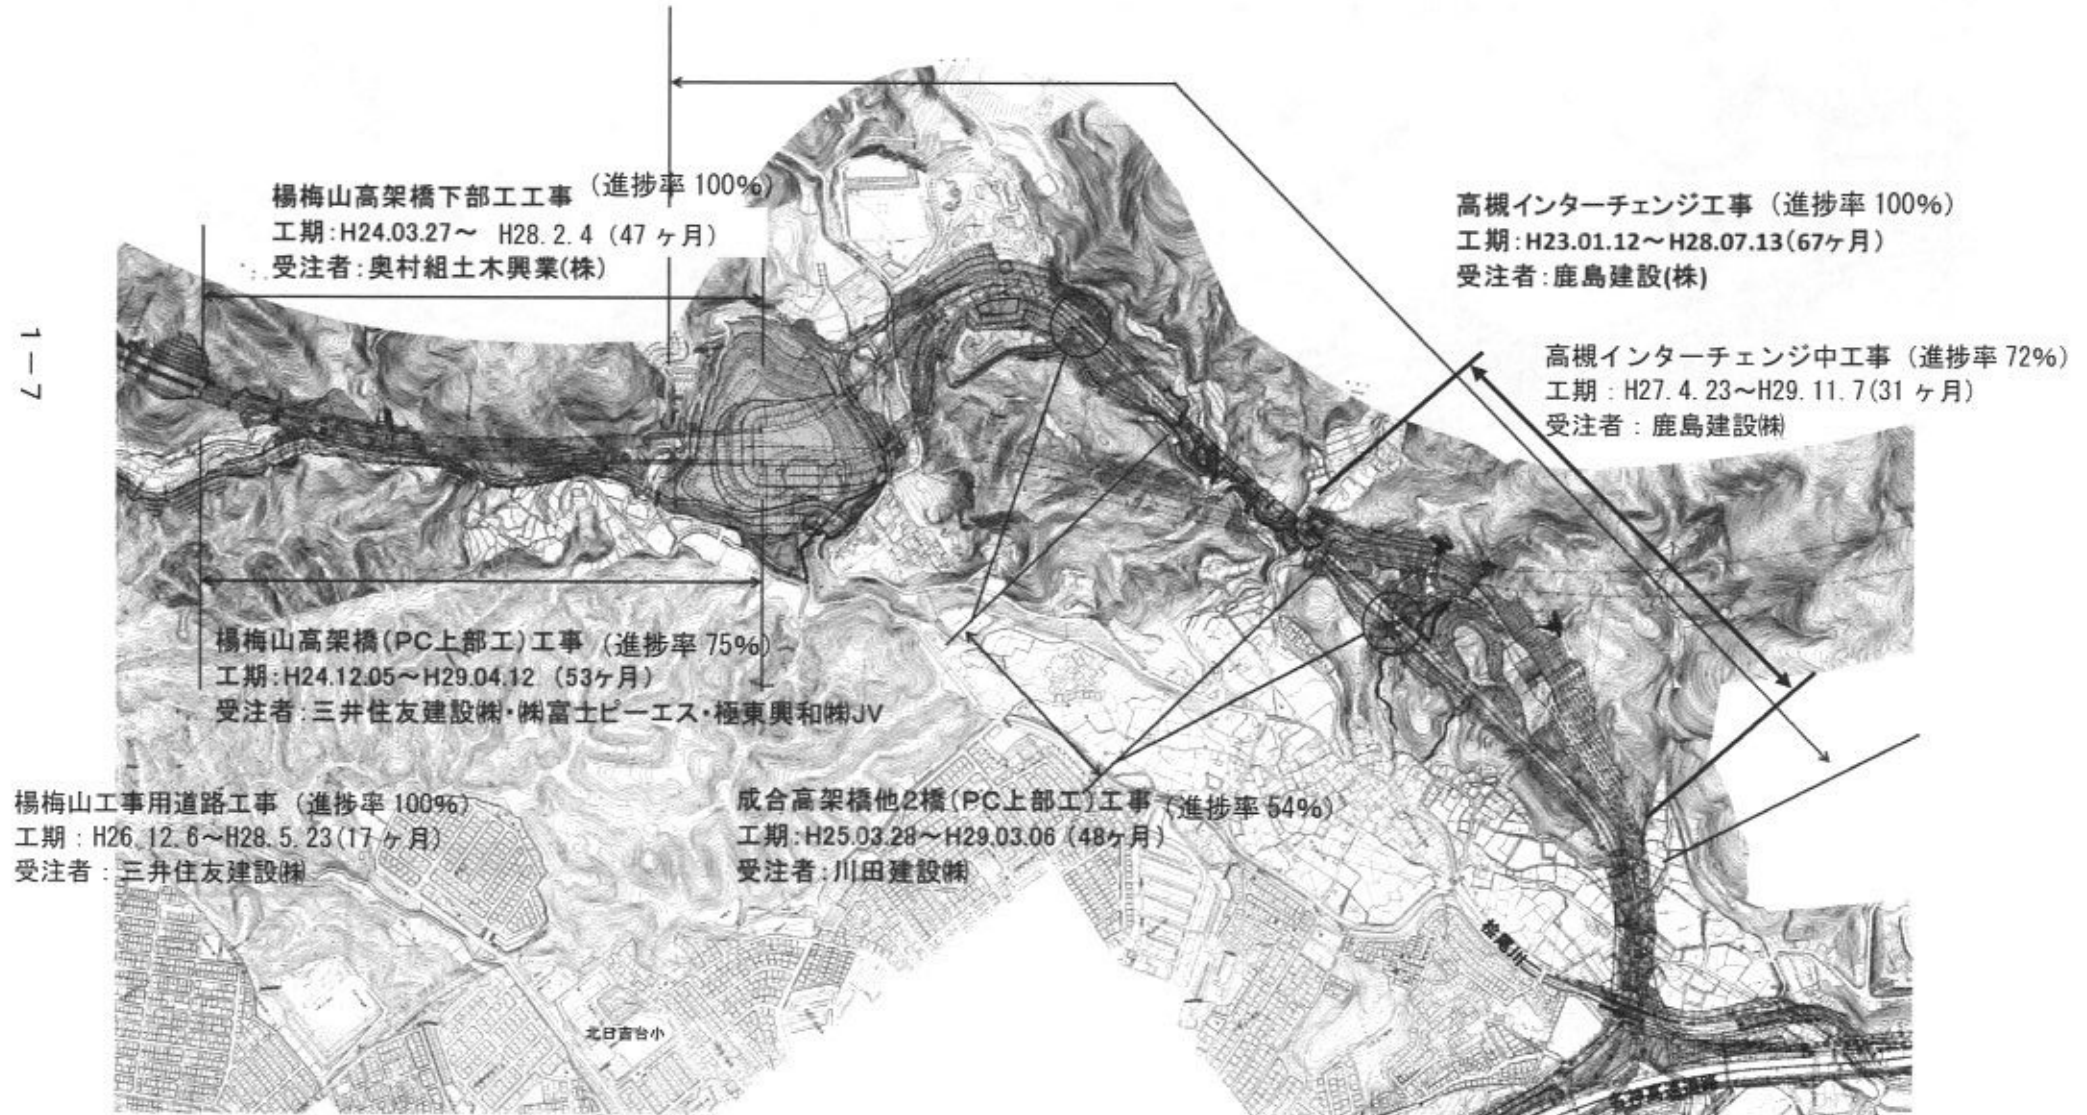 楊梅山高架橋下部工工事 (進捗率 100%)
工期:H24.03.27～ H28.2.4 (47 ヶ月)
受注者:奥村組土木興業(株)
高槻インターチェンジ工事 (進捗率 100%)
工期:H23.01.12～H28.07.13(67ヶ月)
受注者:鹿島建設(株)
高槻インターチェンジ中工事 (進捗率 72%)
工期：H27.4.23～H29.11.7(31 ヶ月)
受注者：鹿島建設㈱
1－7
楊梅山高架橋(PC上部工)工事 (進捗率 75%)
工期:H24.12.05～H29.04.12 (53ヶ月)
受注者:三井住友建設㈱・㈱富士ピーエス・極東興和㈱JV
楊梅山工事用道路工事 (進捗率 100%)
工期：H26.12.6～H28.5.23(17 ヶ月)
受注者：三井住友建設㈱
成合高架橋他2橋(PC上部工)工事 (進捗率 54%)
工期:H25.03.28～H29.03.06 (48ヶ月)
受注者:川田建設㈱
桧尾川
北日吉台小
名神高速道路